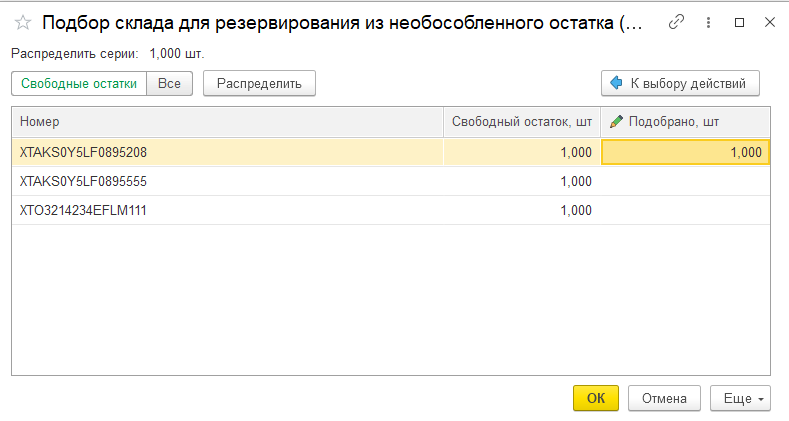 Подбор склада для резервирования из необособленного остатка (...
Распределить серии: 1,000 шт.
Свободные остатки Все Распределить К выбору действий
Номер Свободный остаток, шт Подобрано, шт
XTAKS0Y5LF0895208 1,000 1,000
XTAKS0Y5LF0895555 1,000
XTO3214234EFLM111 1,000
ОК Отмена Еще